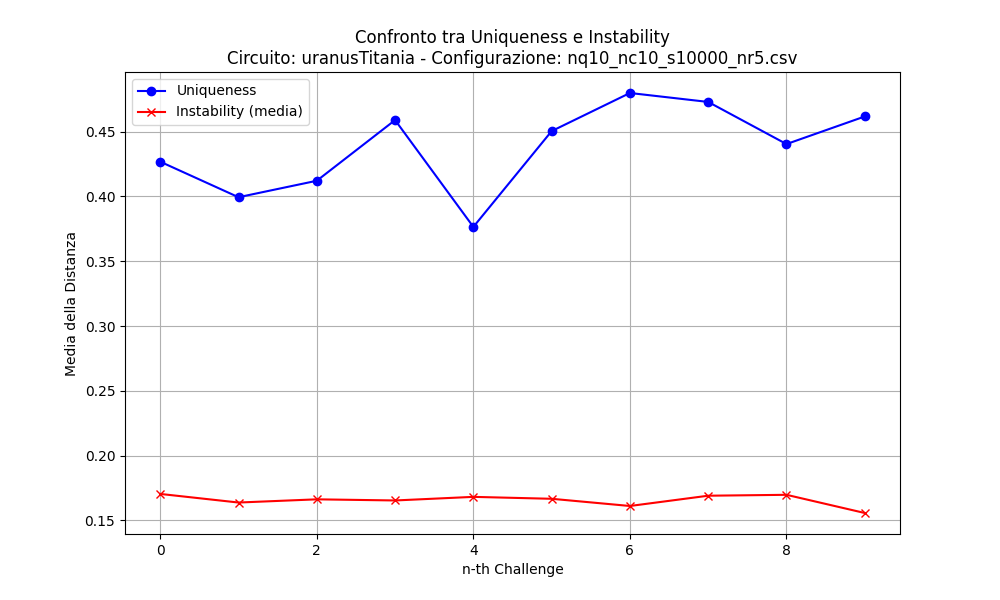 Confronto tra Uniqueness e Instability
Circuito: uranusTitania - Configurazione: nq10_nc10_s10000_nr5.csv
Uniqueness
Instability (media)
Media della Distanza
0.45
0.40
0.35
0.30
0.25
0.20
0.15
0
2
4
6
8
n-th Challenge